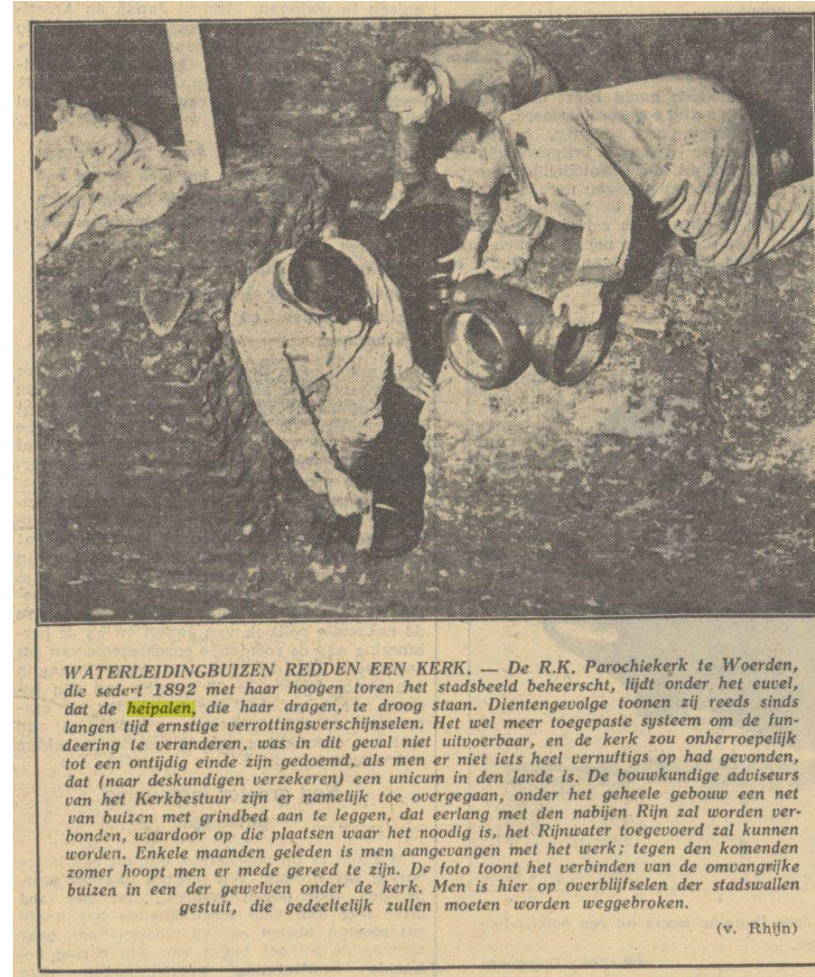 WATERLEIDINGBUIZEN REDDEN EEN KERK. — De R.K. Parochiekerk te Woerden,
die sedert 1892 met haar hoogen toren het stadsbeeld beheerscht, lijdt onder het euvel,
dat de heipalen, die haar dragen, te droog staan. Dientengevolge toonen zij reeds sinds
langen tijd ernstige verrottingsverschijnselen. Het wel meer toegepaste systeem om de fun-
deering te veranderen, was in dit geval niet uitvoerbaar, en de kerk zou onherroepelijk
tot een ontijdig einde zijn gedoemd, als men er niet iets heel vernuftigs op had gevonden,
dat (naar deskundigen verzekeren) een unicum in den lande is. De bouwkundige adviseurs
van het Kerkbestuur zijn er namelijk toe overgegaan, onder het geheele gebouw een net
van buizen met grindbed aan te leggen, dat eerlang met den nabijen Rijn zal worden ver-
bonden, waardoor op die plaatsen waar het noodig is, het Rijnwater toegevoerd zal kunnen
worden. Enkele maanden geleden is men aangevangen met het werk; tegen den komenden
zomer hoopt men er mede gereed te zijn. De foto toont het verbinden van de omvangrijke
buizen in een der gewelven onder de kerk. Men is hier op overblijfselen der stadswallen
gestuit, die gedeeltelijk zullen moeten worden weggebroken.
(v. Rhijn)